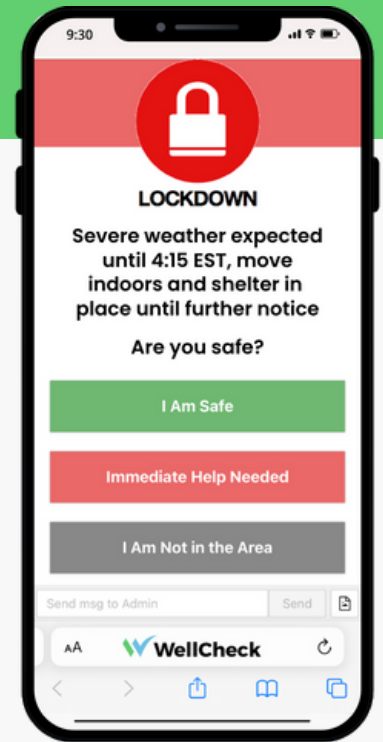 9:30
LOCKDOWN
Severe weather expected
until 4:15 EST, move
indoors and shelter in
place until further notice
Are you safe?
I Am Safe
Immediate Help Needed
I Am Not in the Area
Send msg to Admin
Send
AA
WellCheck